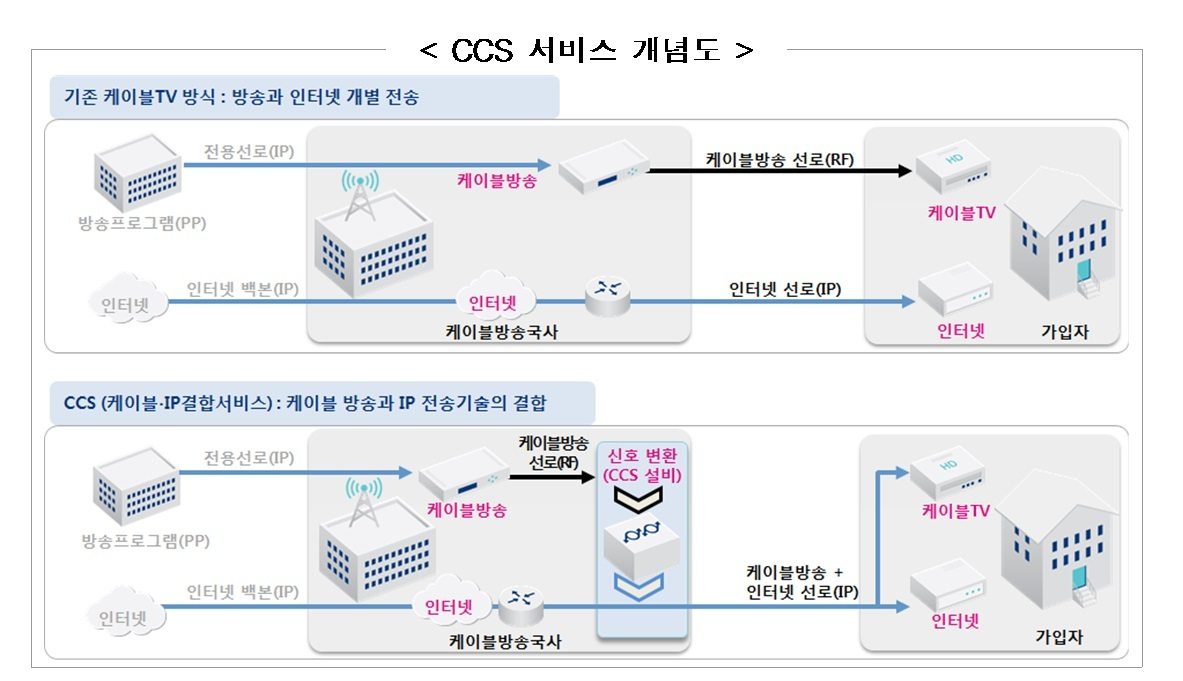 < CCS 서비스 개념도 >
기존 케이블TV 방식 : 방송과 인터넷 개별 전송
전용선로(IP)
케이블방송
케이블방송 선로(RF)
HD
방송프로그램(PP)
케이블TV
인터넷
인터넷 백본(IP)
인터넷
인터넷 선로(IP)
인터넷
케이블방송국사
가입자
CCS (케이블·IP결합서비스) : 케이블 방송과 IP 전송기술의 결합
전용선로(IP)
케이블방송
선로(RF)
신호 변환
(CCS 설비)
HD
케이블방송
케이블TV
방송프로그램(PP)
인터넷
인터넷 백본(IP)
인터넷
케이블방송 +
인터넷 선로(IP)
인터넷
케이블방송국사
가입자